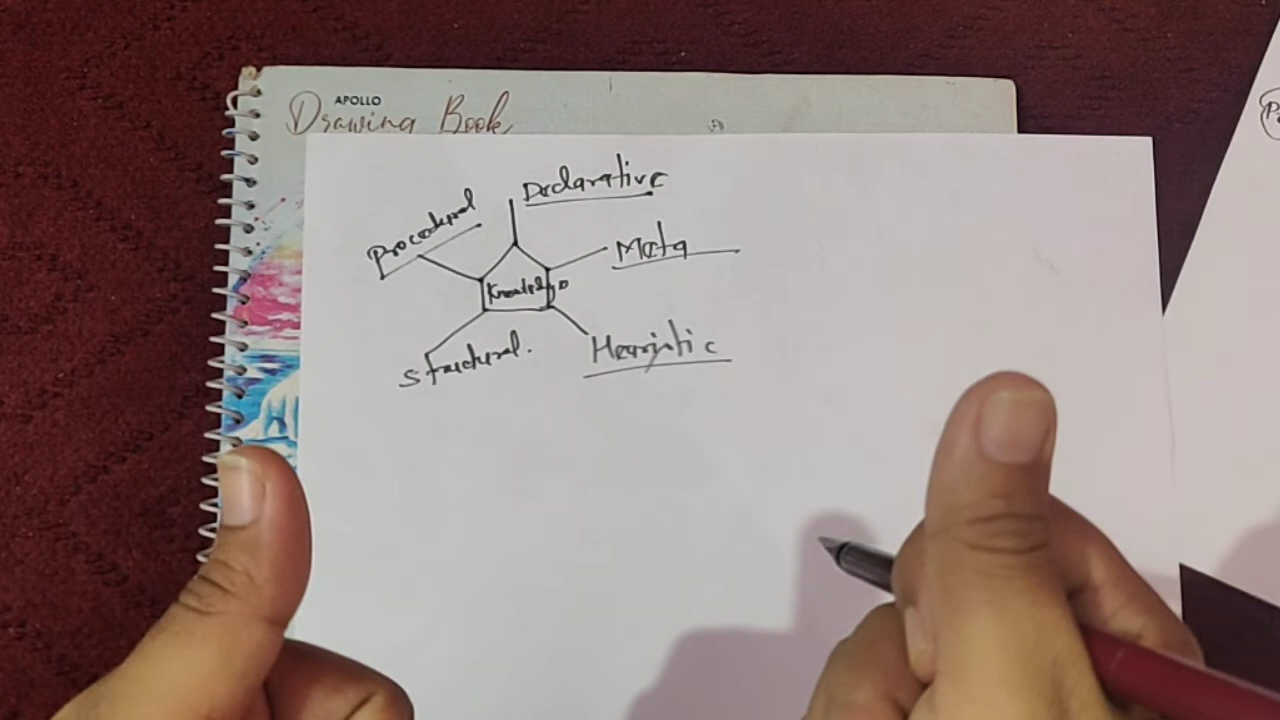 APOLLO
Drawing Book
Declarative
Procedural
Meta
Knowledge
Structural.
Heuristic